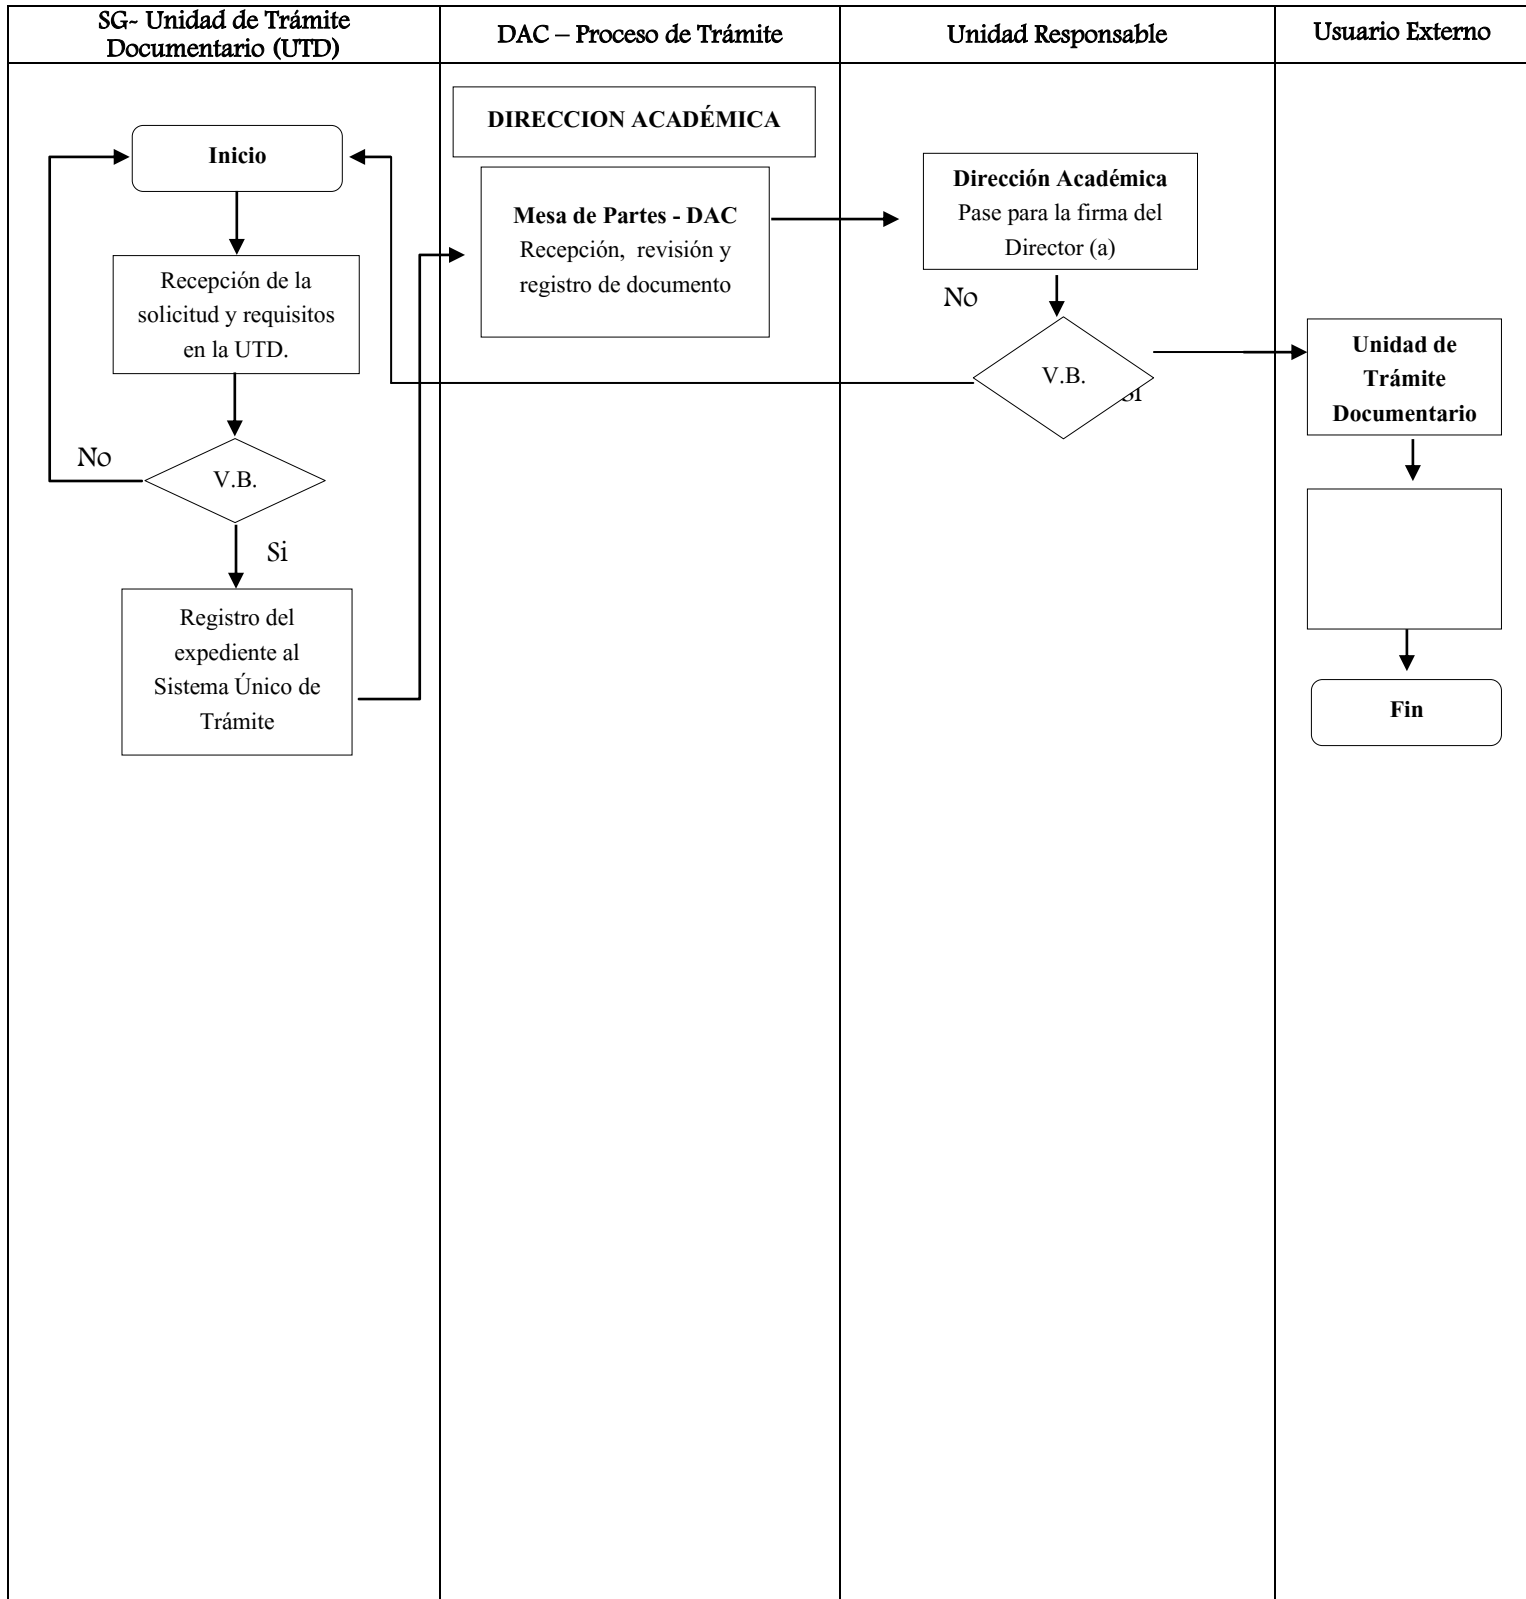 SG- Unidad de Trámite
Documentario (UTD)
DAC – Proceso de Trámite
Unidad Responsable
Usuario Externo
Inicio
Recepción de la
solicitud y requisitos
en la UTD.
No
V.B.
Si
Registro del
expediente al
Sistema Único de
Trámite
DIRECCION ACADÉMICA
Mesa de Partes - DAC
Recepción, revisión y
registro de documento
Dirección Académica
Pase para la firma del
Director (a)
No
V.B.
Si
Unidad de
Trámite
Documentario
Fin